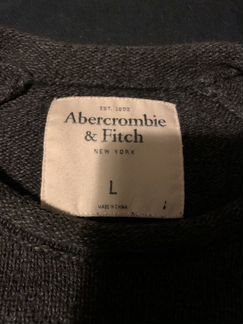 EST. 1892
Abercrombie
& Fitch
NEW YORK
L
MADE IN CHINA